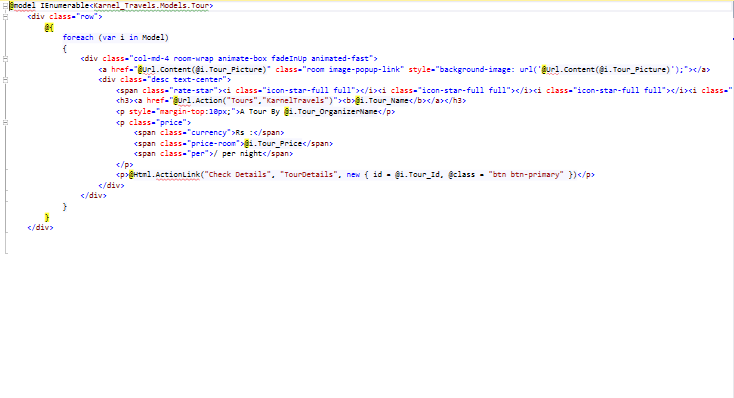 @model IEnumerable<Karnel_Travels.Models.Tour>
<div class="row">
@{
foreach (var i in Model)
{
<div class="col-md-4 room-wrap animate-box fadeInUp animated-fast">
<a href="@Url.Content(@i.Tour_Picture)" class="room image-popup-link" style="background-image: url('@Url.Content(@i.Tour_Picture)');"></a>
<div class="desc text-center">
<span class="rate-star"><i class="icon-star-full full"></i><i class="icon-star-full full"></i><i class="icon-star-full full"></i><i class="
<h3><a href="@Url.Action("Tours","KarnelTravels")"><b>@i.Tour_Name</b></a></h3>
<p style="margin-top:10px;">A Tour By @i.Tour_OrganizerName</p>
<p class="price">
<span class="currency">Rs :</span>
<span class="price-room">@i.Tour_Price</span>
<span class="per">/ per night</span>
</p>
<p>@Html.ActionLink("Check Details", "TourDetails", new { id = @i.Tour_Id, @class = "btn btn-primary" })</p>
</div>
</div>
}
}
</div>